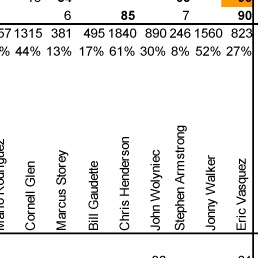 6 85 7 90
57 1315 381 495 1840 890 246 1560 823
% 44% 13% 17% 61% 30% 8% 52% 27%
Cornell Glen
Marcus Storey
Bill Gaudette
Chris Henderson
John Wolyniec
Stephen Armstrong
Jonny Walker
Eric Vasquez